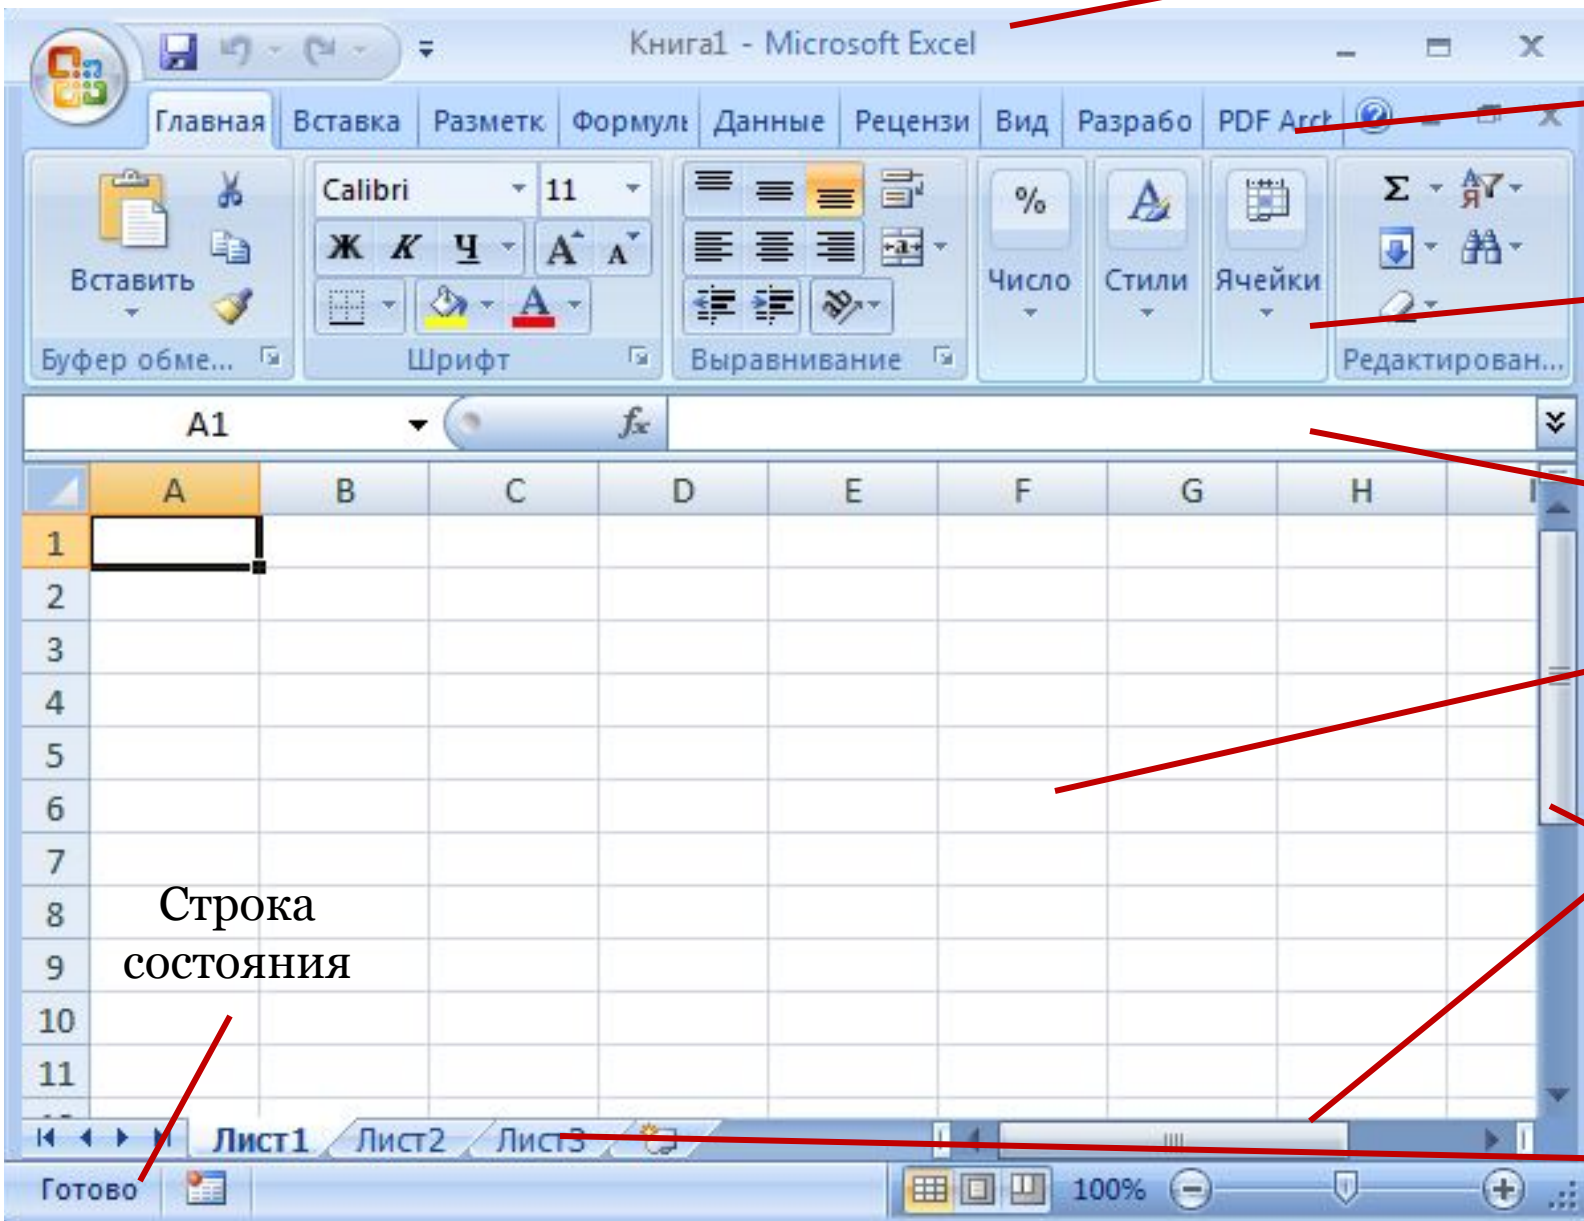 Книга1 - Microsoft Excel
Главная Вставка Разметк Формуль Данные Рецензи Вид Разрабо PDF Arch
Calibri 11 %
Ж К Ч A A a
Вставить Число Стили Ячейки Σ А Я
Буфер обме... Шрифт Выравнивание Редактирован...
A1 fx
A B C D E F G H I
1
2
3
4
5
6
7
8 Строка
9 состояния
10
11
Лист1 Лист2 Лист3
Готово 100%